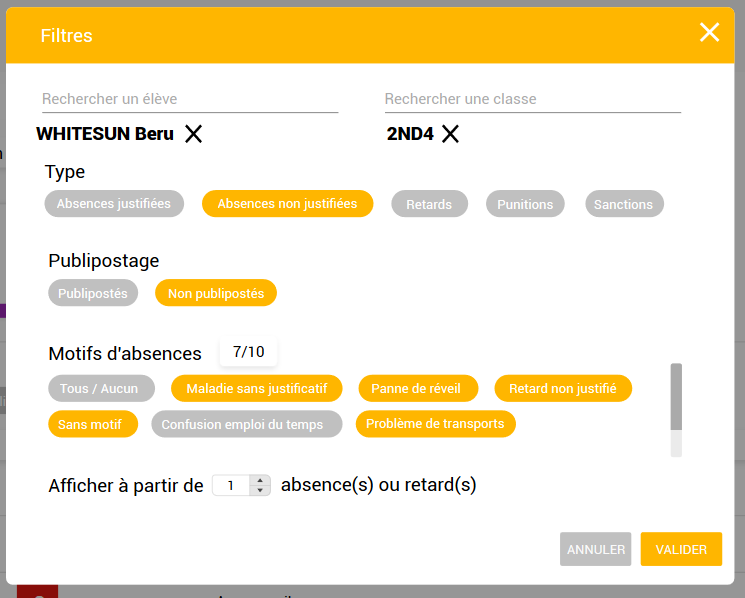 Filtres
Rechercher un élève Rechercher une classe
WHITESUN Beru 2ND4
Type
Absences justifiées Absences non justifiées Retards Punitions Sanctions
Publipostage
Publipostés Non publipostés
Motifs d'absences 7/10
Tous / Aucun Maladie sans justificatif Panne de réveil Retard non justifié
Sans motif Confusion emploi du temps Problème de transports
Afficher à partir de 1 absence(s) ou retard(s)
ANNULER VALIDER